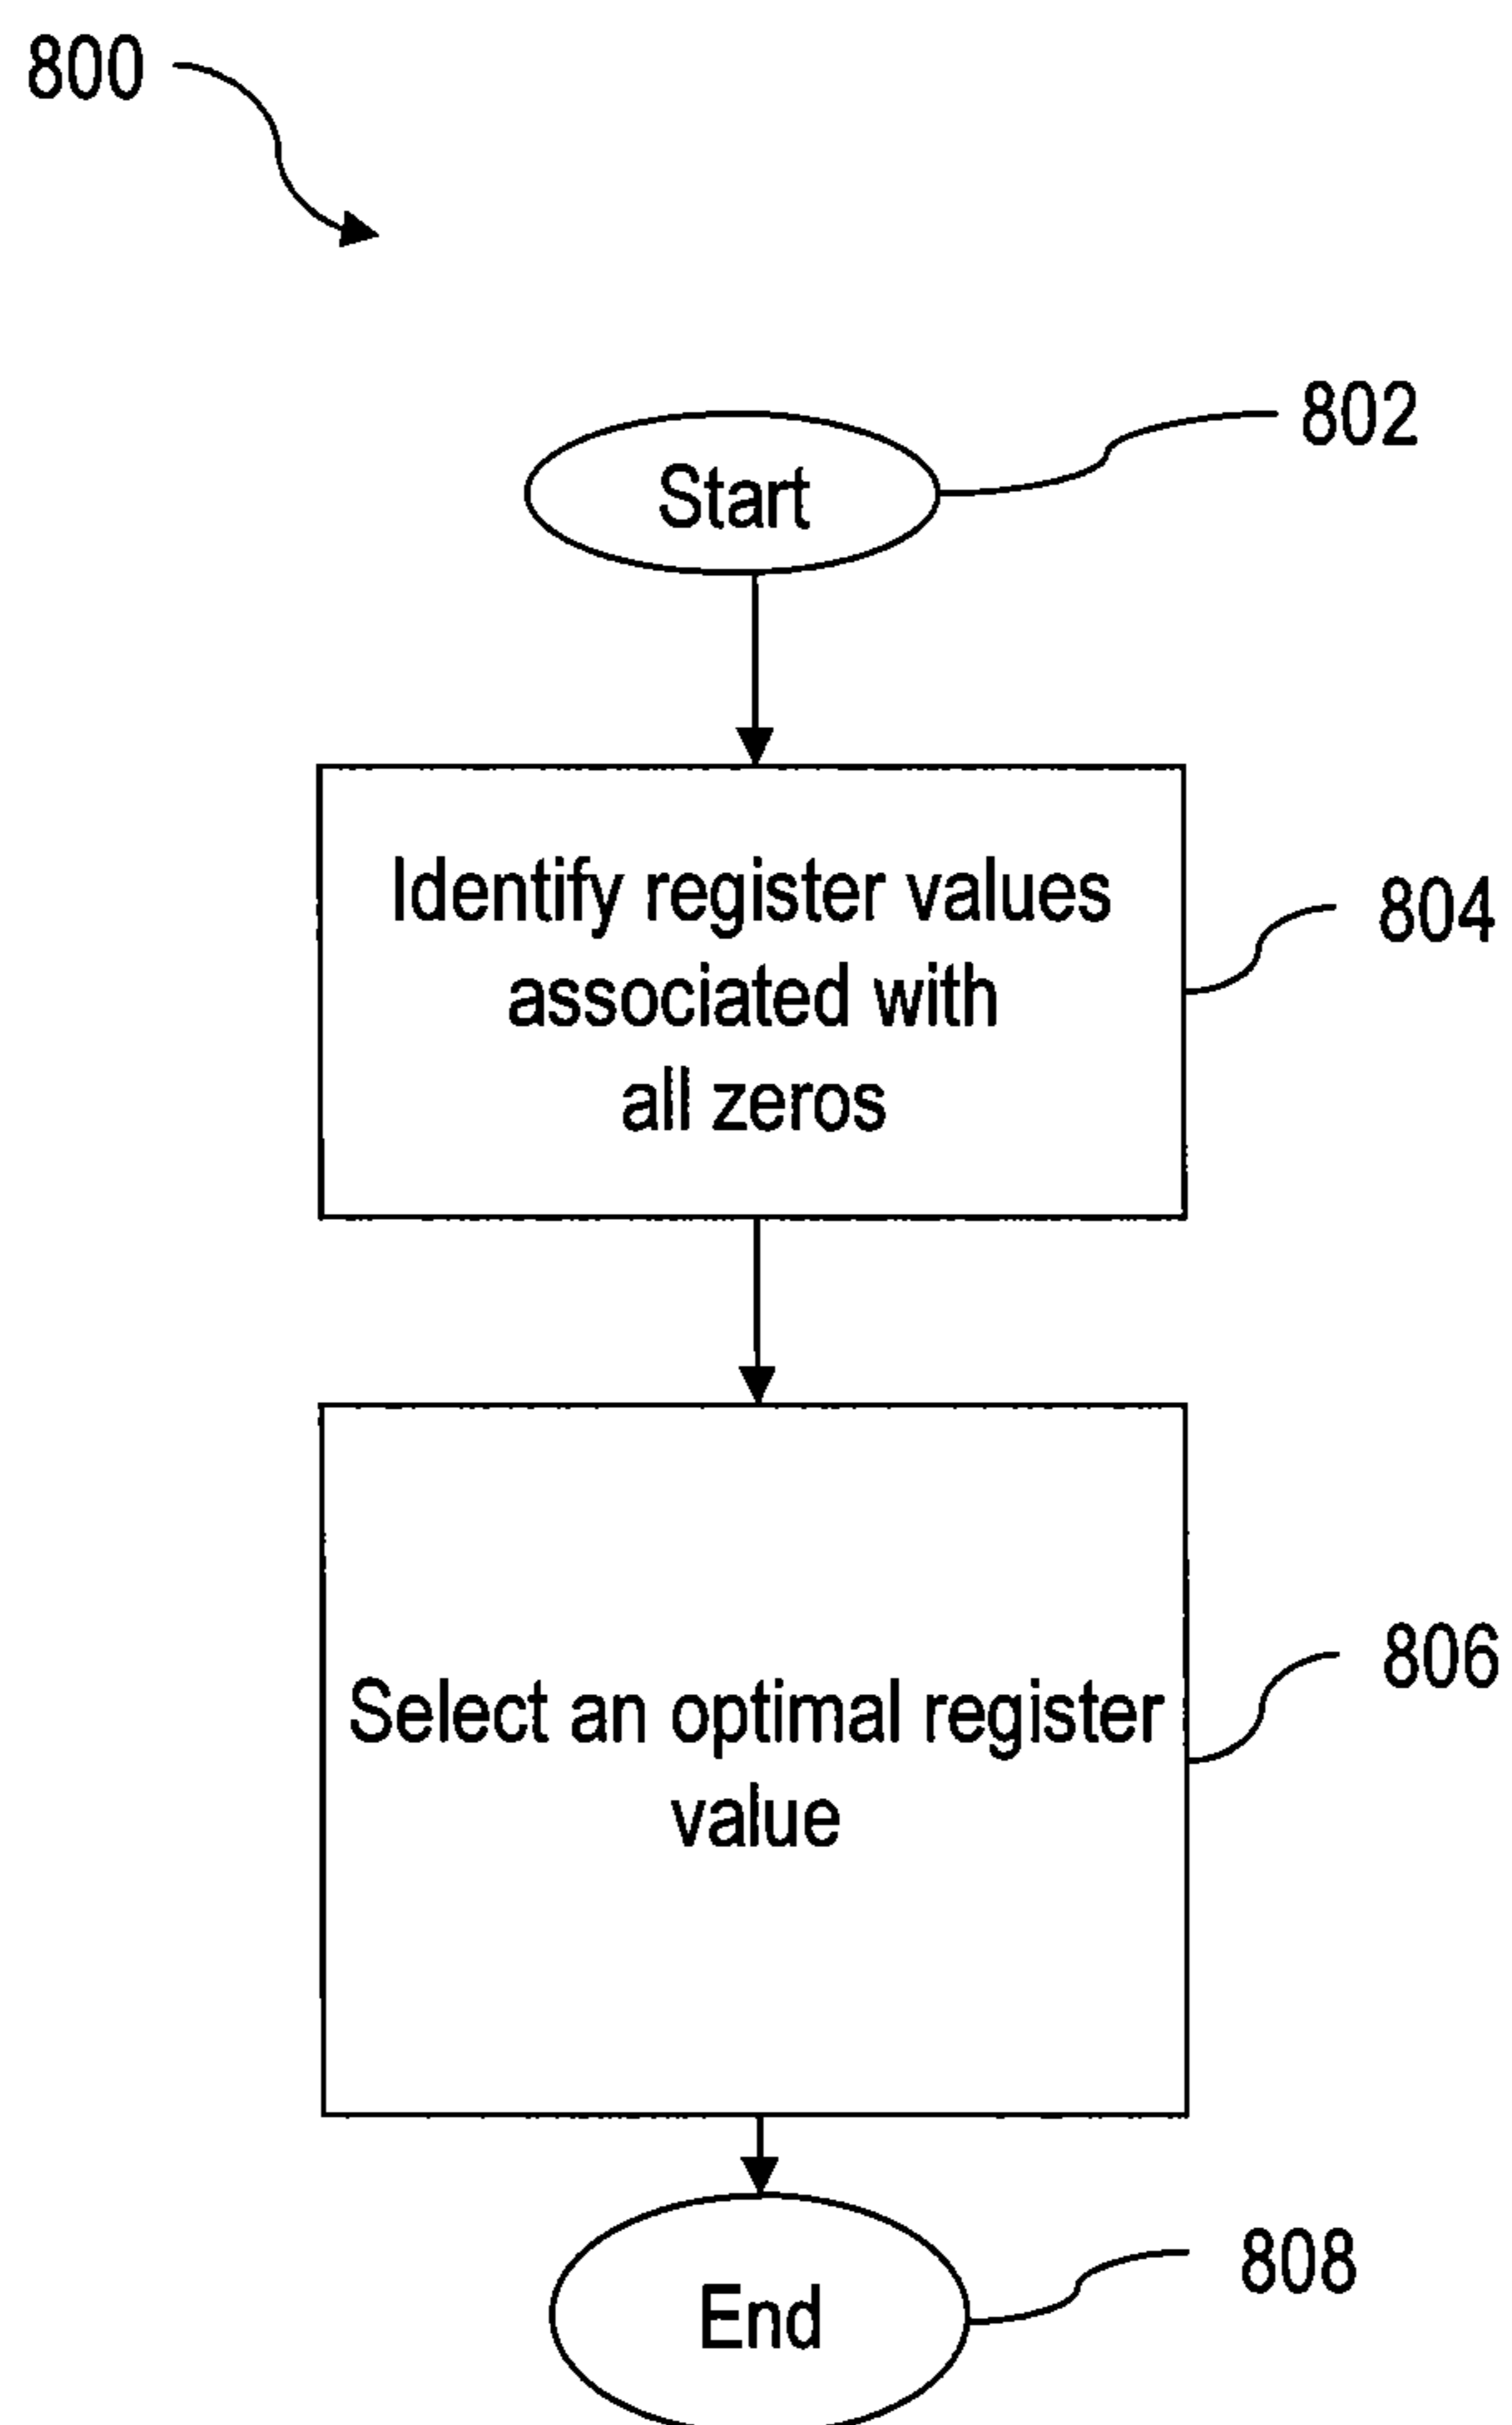 800
802
Start
Identify register values
associated with
all zeros
804
Select an optimal register
value
806
End
808